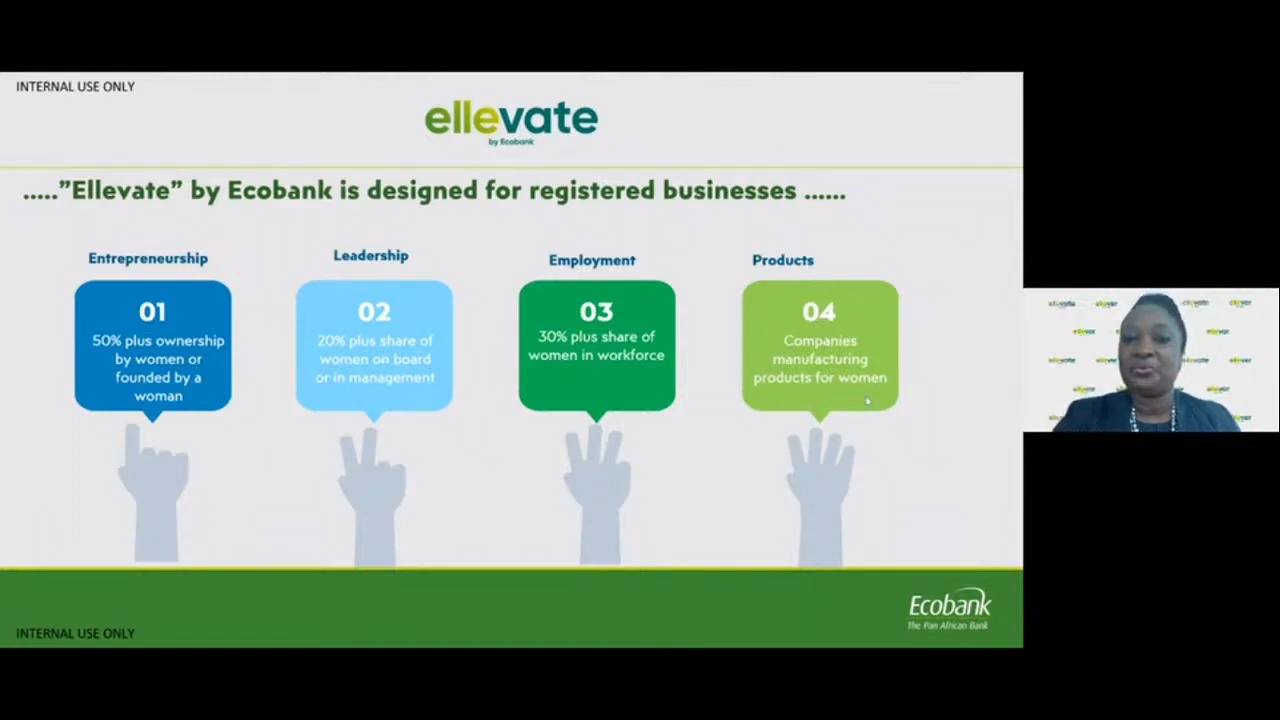 INTERNAL USE ONLY
ellevate
by Ecobank
.....”Ellevate” by Ecobank is designed for registered businesses ......
Entrepreneurship
01
50% plus ownership
by women or
founded by a
woman
Leadership
02
20% plus share of
women on board
or in management
Employment
03
30% plus share of
women in workforce
Products
04
Companies
manufacturing
products for women
Ecobank
The Pan African Bank
INTERNAL USE ONLY
ellevate
ellevate